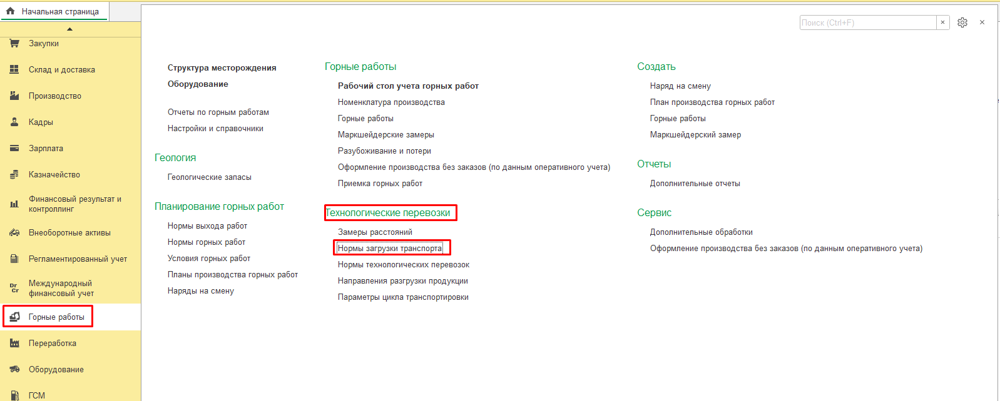 Начальная страница
Поиск (Ctrl+F)
Закупки
Склад и доставка
Производство
Кадры
Зарплата
Казначейство
Финансовый результат и
контроллинг
Внеоборотные активы
Регламентированный учет
Dr
Cr
Международный
финансовый учет
Горные работы
Переработка
Оборудование
ГСМ
Структура месторождения
Оборудование
Отчеты по горным работам
Настройки и справочники
Геология
Геологические запасы
Планирование горных работ
Нормы выхода работ
Нормы горных работ
Условия горных работ
Планы производства горных работ
Наряды на смену
Горные работы
Рабочий стол учета горных работ
Номенклатура производства
Горные работы
Маркшейдерские замеры
Разубоживание и потери
Оформление производства без заказов (по данным оперативного учета)
Приемка горных работ
Технологические перевозки
Замеры расстояний
Нормы загрузки транспорта
Нормы технологических перевозок
Направления разгрузки продукции
Параметры цикла транспортировки
Создать
Наряд на смену
План производства горных работ
Горные работы
Маркшейдерский замер
Отчеты
Дополнительные отчеты
Сервис
Дополнительные обработки
Оформление производства без заказов (по данным оперативного учета)